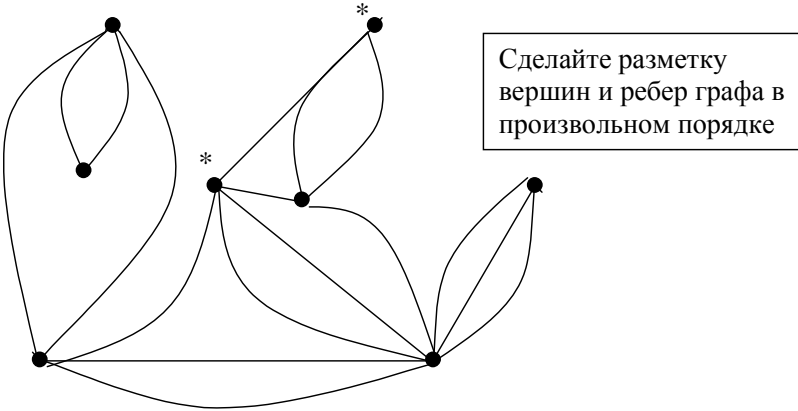 *
Сделайте разметку
вершин и ребер графа в
произвольном порядке
*